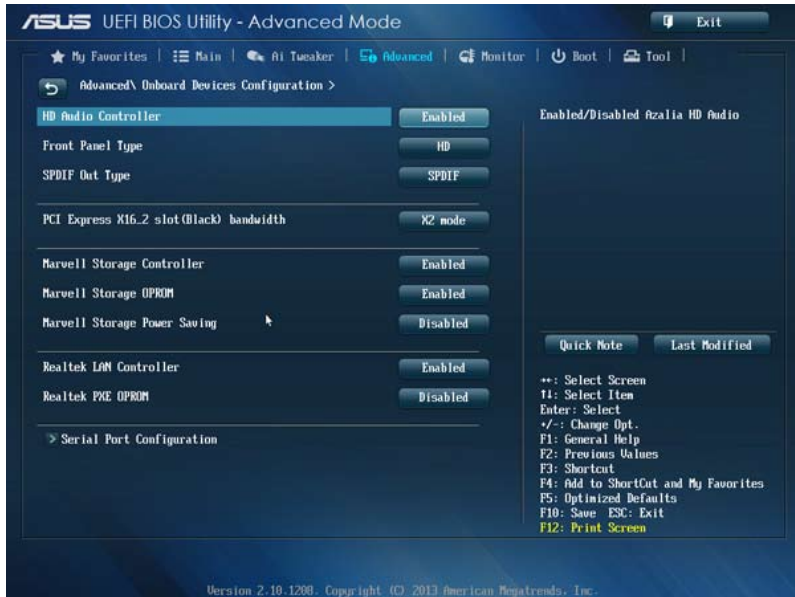 ASUS UEFI BIOS Utility - Advanced Mode
Exit
My Favorites | Main | Ai Tweaker | Advanced | Monitor | Boot | Tool |
Advanced\ Onboard Devices Configuration >
HD Audio Controller Enabled
Enabled/Disabled Azalia HD Audio
Front Panel Type HD
SPDIF Out Type SPDIF
PCI Express X16_2 slot(Black) bandwidth X2 mode
Marvell Storage Controller Enabled
Marvell Storage OPROM Enabled
Marvell Storage Power Saving Disabled
Realtek LAN Controller Enabled
Realtek PXE OPROM Disabled
> Serial Port Configuration
Quick Note Last Modified
→←: Select Screen
↑↓: Select Item
Enter: Select
+/-: Change Opt.
F1: General Help
F2: Previous Values
F3: Shortcut
F4: Add to ShortCut and My Favorites
F5: Optimized Defaults
F10: Save ESC: Exit
F12: Print Screen
Version 2.10.1208. Copyright (C) 2013 American Megatrends, Inc.